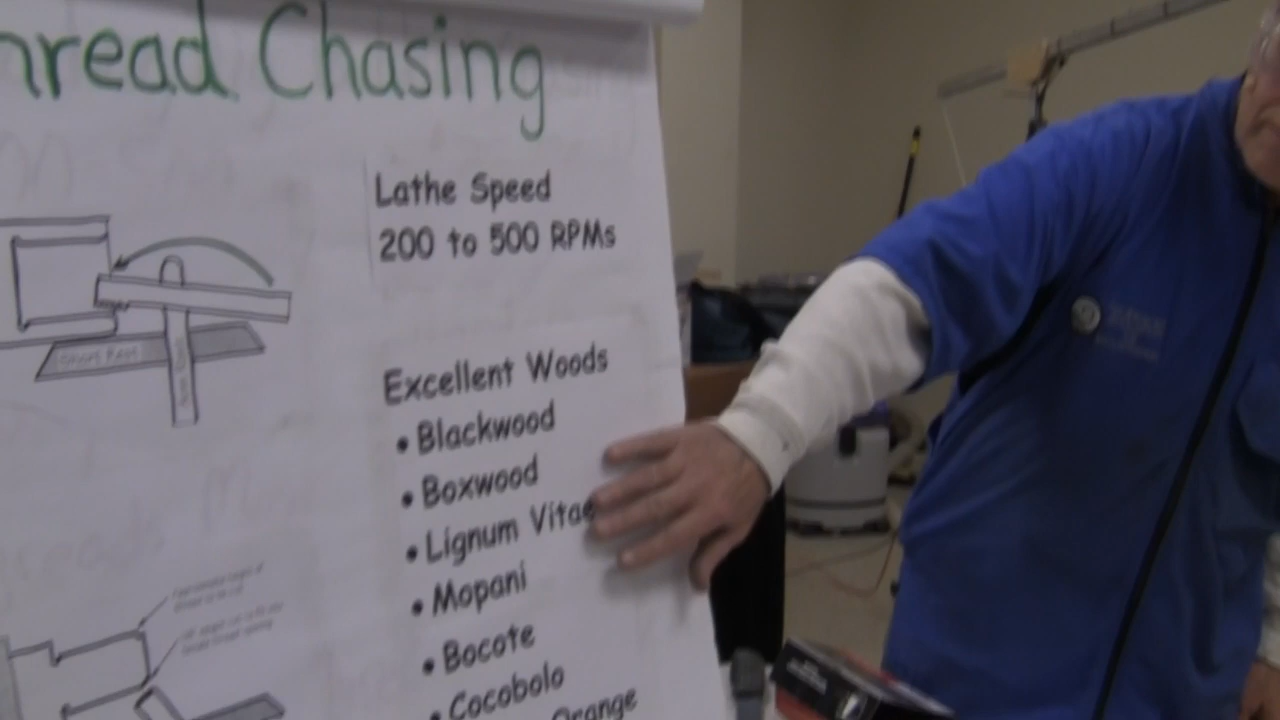 hread Chasing
Lathe Speed
200 to 500 RPMs
Excellent Woods
• Blackwood
• Boxwood
• Lignum Vitae
• Mopani
• Bocote
• Cocobolo
Orange